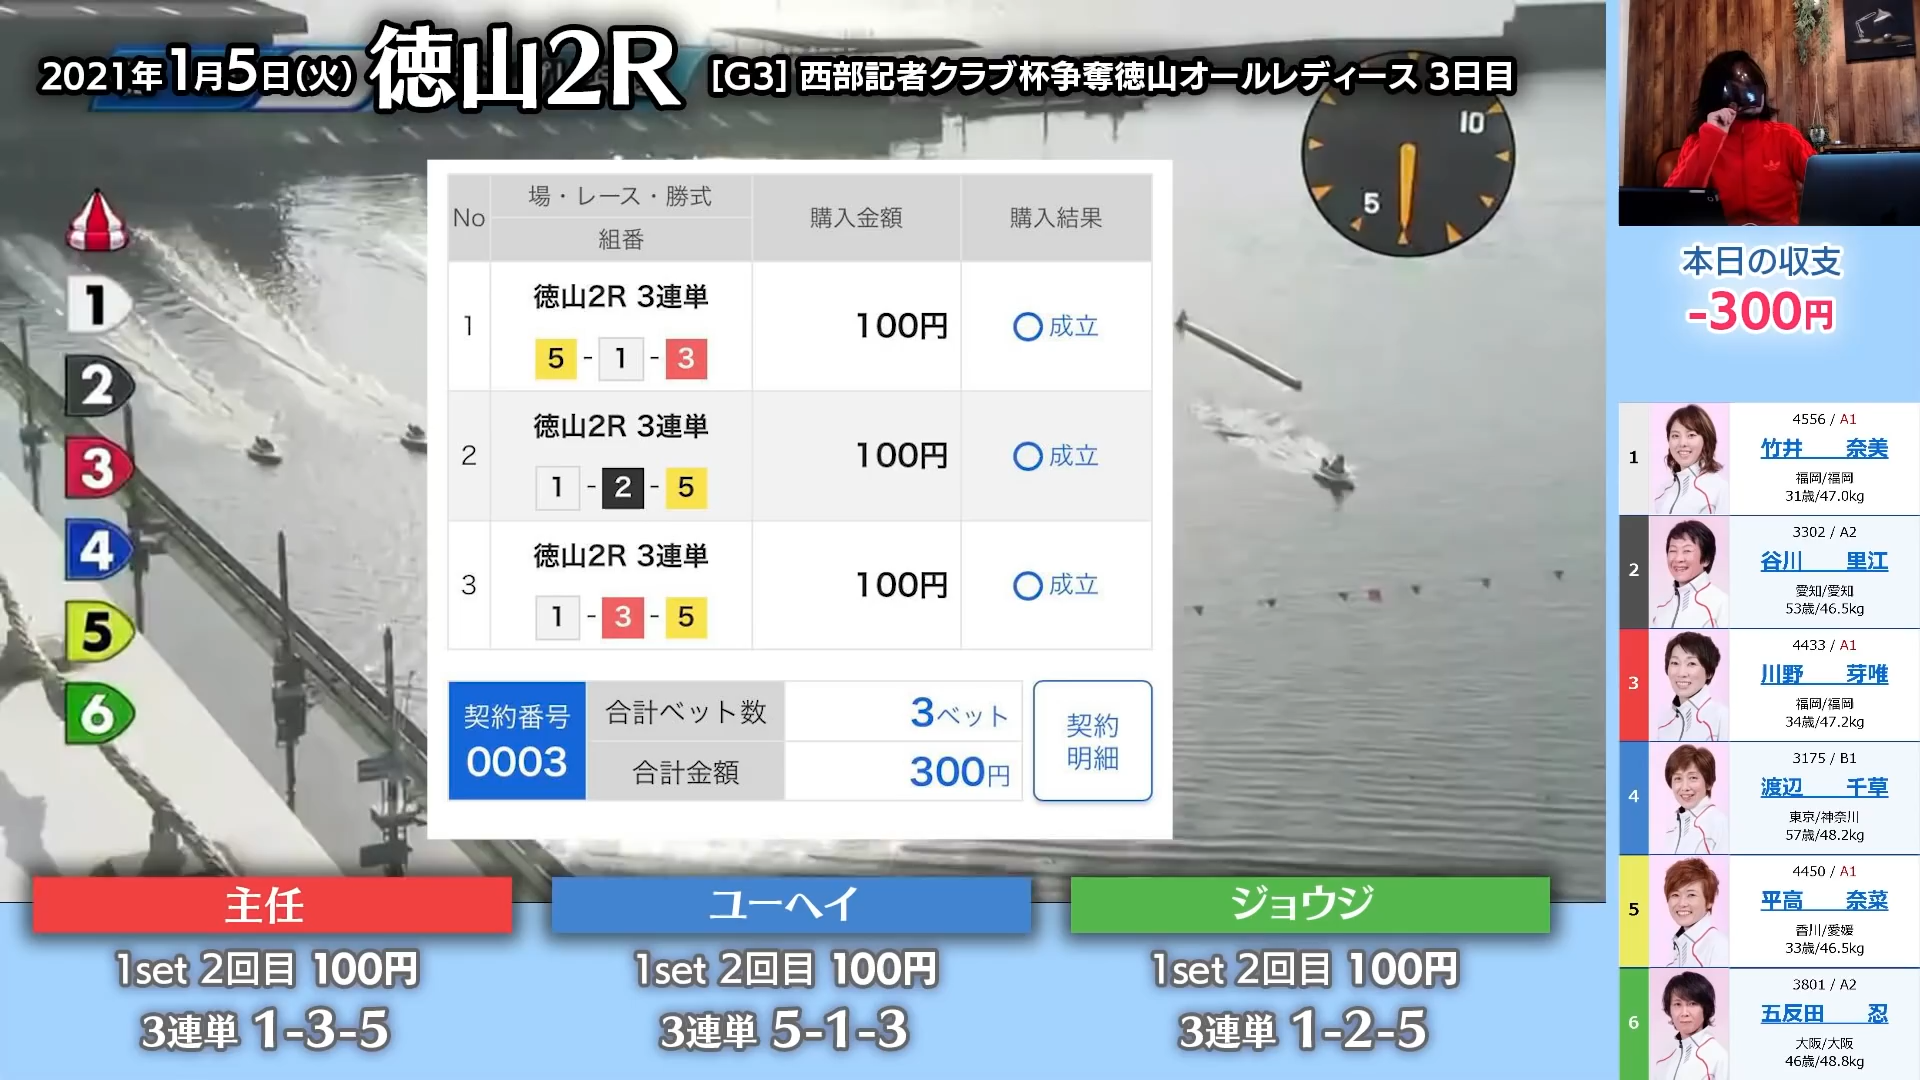 2021年1月5日(火) 徳山2R [G3] 西部記者クラブ杯争奪徳山オールレディース 3日目
10
5
1
2
3
4
5
6
No 場・レース・勝式 購入金額 購入結果
組番
1 徳山2R 3連単 100円 成立
5 - 1 - 3
2 徳山2R 3連単 100円 成立
1 - 2 - 5
3 徳山2R 3連単 100円 成立
1 - 3 - 5
契約番号
0003
合計ベット数 3ベット
合計金額 300円
契約
明細
主任
1set 2回目 100円
3連単 1-3-5
ユーヘイ
1set 2回目 100円
3連単 5-1-3
ジョウジ
1set 2回目 100円
3連単 1-2-5
本日の収支
-300円
1
4556 / A1
竹井 奈美
福岡/福岡
31歳/47.0kg
2
3302 / A2
谷川 里江
愛知/愛知
53歳/46.5kg
3
4433 / A1
川野 芽唯
福岡/福岡
34歳/47.2kg
4
3175 / B1
渡辺 千草
東京/神奈川
57歳/48.2kg
5
4450 / A1
平高 奈菜
香川/愛媛
33歳/46.5kg
6
3801 / A2
五反田 忍
大阪/大阪
46歳/48.8kg